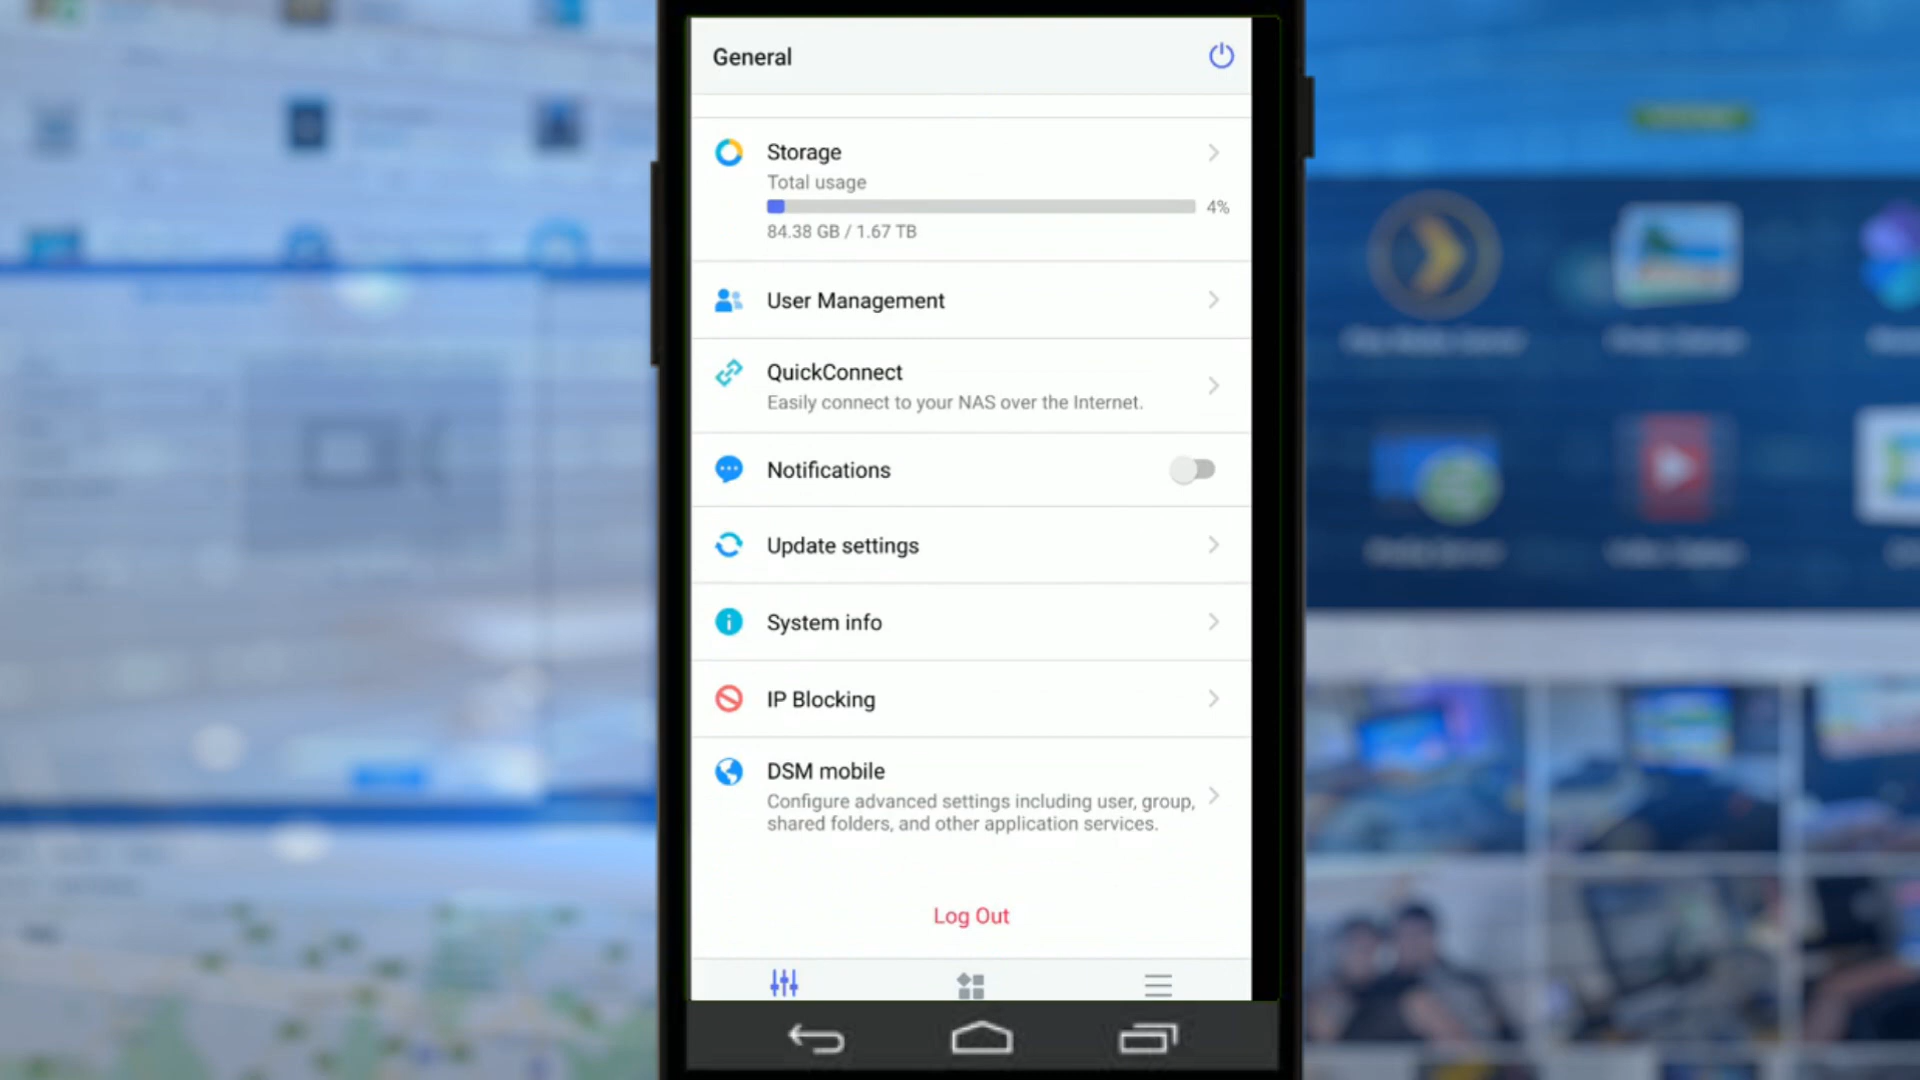 General
Storage
Total usage
4%
84.38 GB / 1.67 TB
User Management
QuickConnect
Easily connect to your NAS over the Internet.
Notifications
Update settings
System info
IP Blocking
DSM mobile
Configure advanced settings including user, group,
shared folders, and other application services.
Log Out